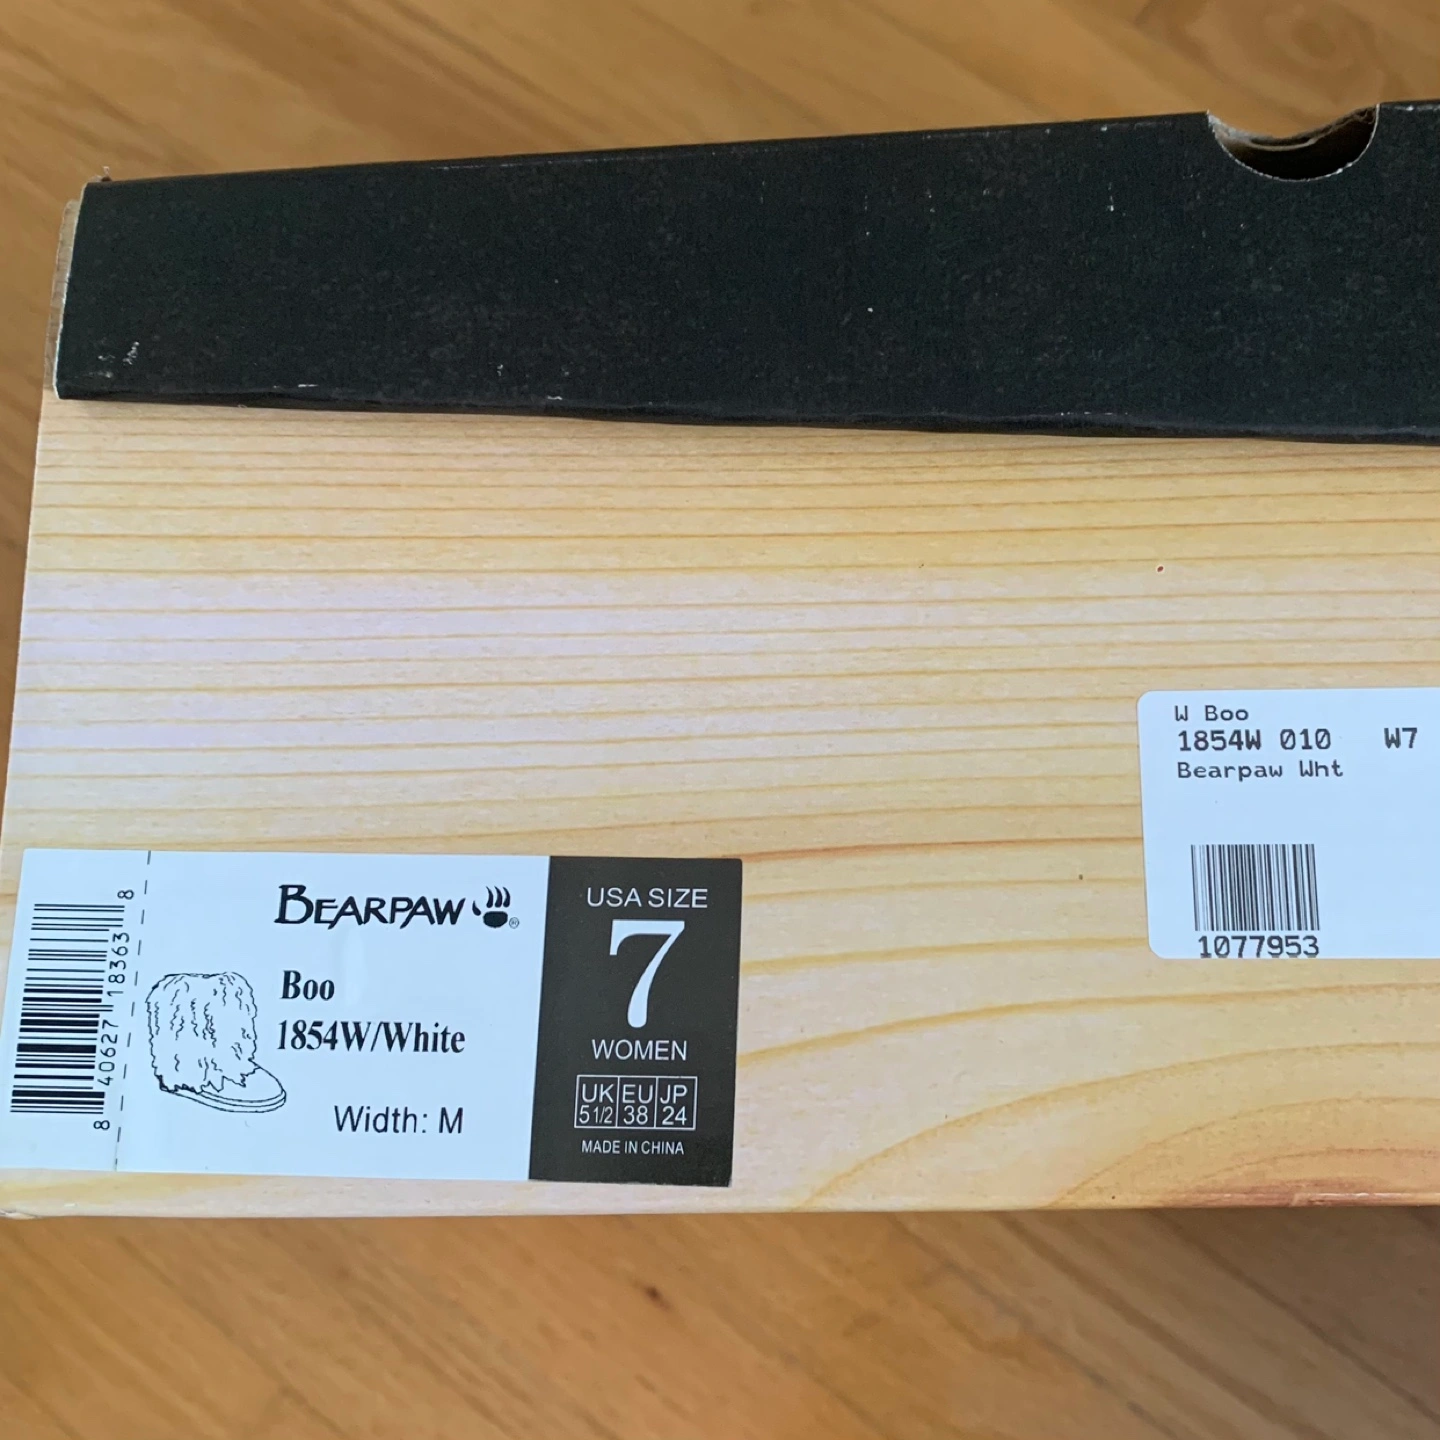 W Boo
1854W 010 W7
Bearpaw Wht
1077953
8 40627 18363 8
BEARPAW ®
Boo
1854W/White
Width: M
USA SIZE
7
WOMEN
UK EU JP
5 1/2 38 24
MADE IN CHINA